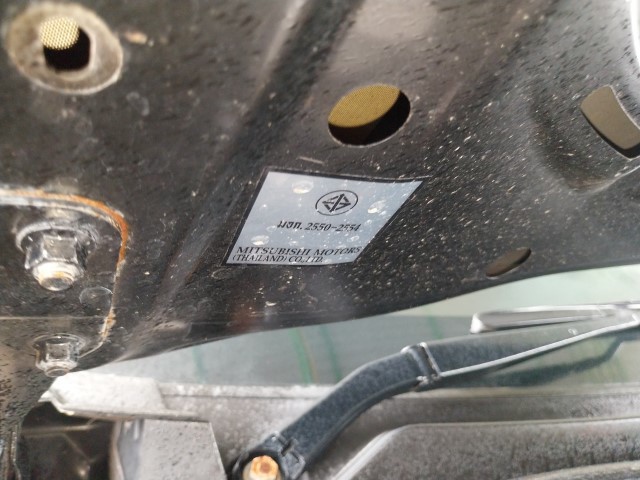 มอก. 2550-2554
MITSUBISHI MOTORS
(THAILAND) CO.,LTD.